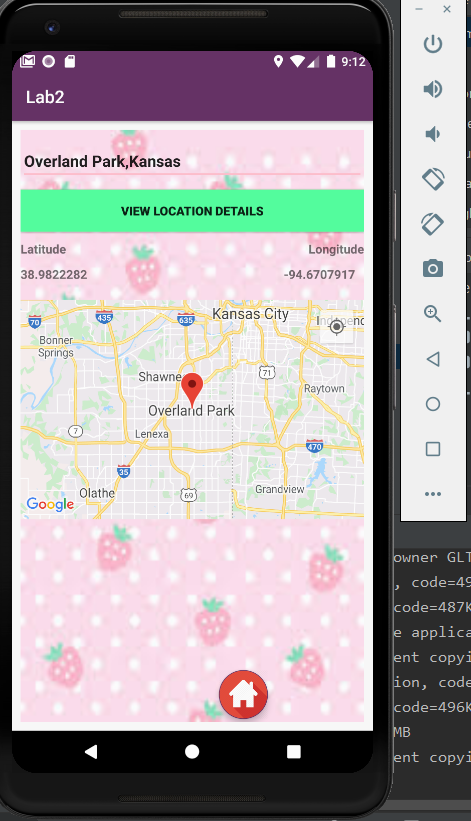 9:12
Lab2
Overland Park,Kansas
VIEW LOCATION DETAILS
Latitude
Longitude
38.9822282
-94.6707917
Kansas City
70
435
635
Bonner
Springs
Shawne
71
Raytown
Overland Park
7
Lenexa
470
35
Olathe
69
Grandview
Google
owner GLT
, code=49
code=487K
e applica
ent copyi
ion, code
code=496K
MB
ent copyi